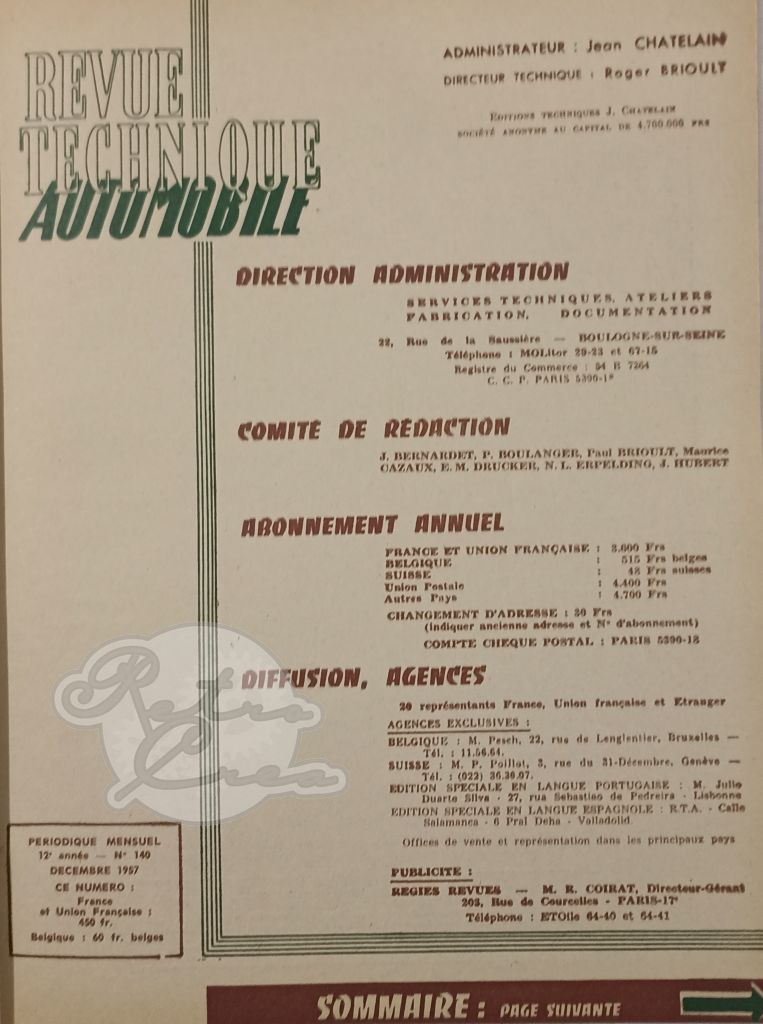 REVUE
TECHNIQUE
AUTOMOBILE
ADMINISTRATEUR : Jean CHATELAIN
DIRECTEUR TECHNIQUE : Roger BRIOULT
EDITIONS TECHNIQUES J. CHATELAIN
SOCIÉTÉ ANONYME AU CAPITAL DE 4.700.000 FRS
DIRECTION ADMINISTRATION
SERVICES TECHNIQUES, ATELIERS
FABRICATION, DOCUMENTATION
22, Rue de la Saussière — BOULOGNE-SUR-SEINE
Téléphone : MOLitor 29-23 et 67-15
Registre du Commerce : 54 B 7264
C. C. P. PARIS
COMITÉ DE RÉDACTION
J. BERNARDET, P. BOULANGER, Paul BRIOULT, Maurice
CAZAUX, E. M. DRUCKER, N. L. ERPELDING, J. HUBERT
ABONNEMENT ANNUEL
FRANCE ET UNION FRANÇAISE : 3.600 Frs
BELGIQUE : 515 Frs belges
SUISSE : 42 Frs suisses
Union Postale : 4.400 Frs
Autres Pays : 4.700 Frs
CHANGEMENT D'ADRESSE : 30 Frs
(indiquer ancienne adresse et N° d'abonnement)
COMPTE CHEQUE POSTAL : PARIS 5390-18
DIFFUSION, AGENCES
20 représentants France, Union française et Etranger
AGENCES EXCLUSIVES :
BELGIQUE : M. Pesch, 22, rue de Lenglentier, Bruxelles —
Tél. : 11.56.64.
SUISSE : M. P. Poillot, 3, rue du 31-Décembre, Genève —
Tél. : (022) 36.30.07.
EDITION SPECIALE EN LANGUE PORTUGAISE : M. Julio
Duarte Silva - 27, rua Sebastiao de Pedreira - Lisbonne
EDITION SPECIALE EN LANGUE ESPAGNOLE : R.T.A. - Calle
Salamanca - 6 Pral Deha - Valladolid.
Offices de vente et représentation dans les principaux pays
PUBLICITE :
REGIES REVUES — M. R. COIRAT, Directeur-Gérant
203, Rue de Courcelles - PARIS-17e
Téléphone : ETOile 64-40 et 64-41
Retro
Crea
PERIODIQUE MENSUEL
12e année — N° 140
DECEMBRE 1957
CE NUMERO :
France
et Union Française :
450 fr.
Belgique : 60 fr. belges
SOMMAIRE : PAGE SUIVANTE